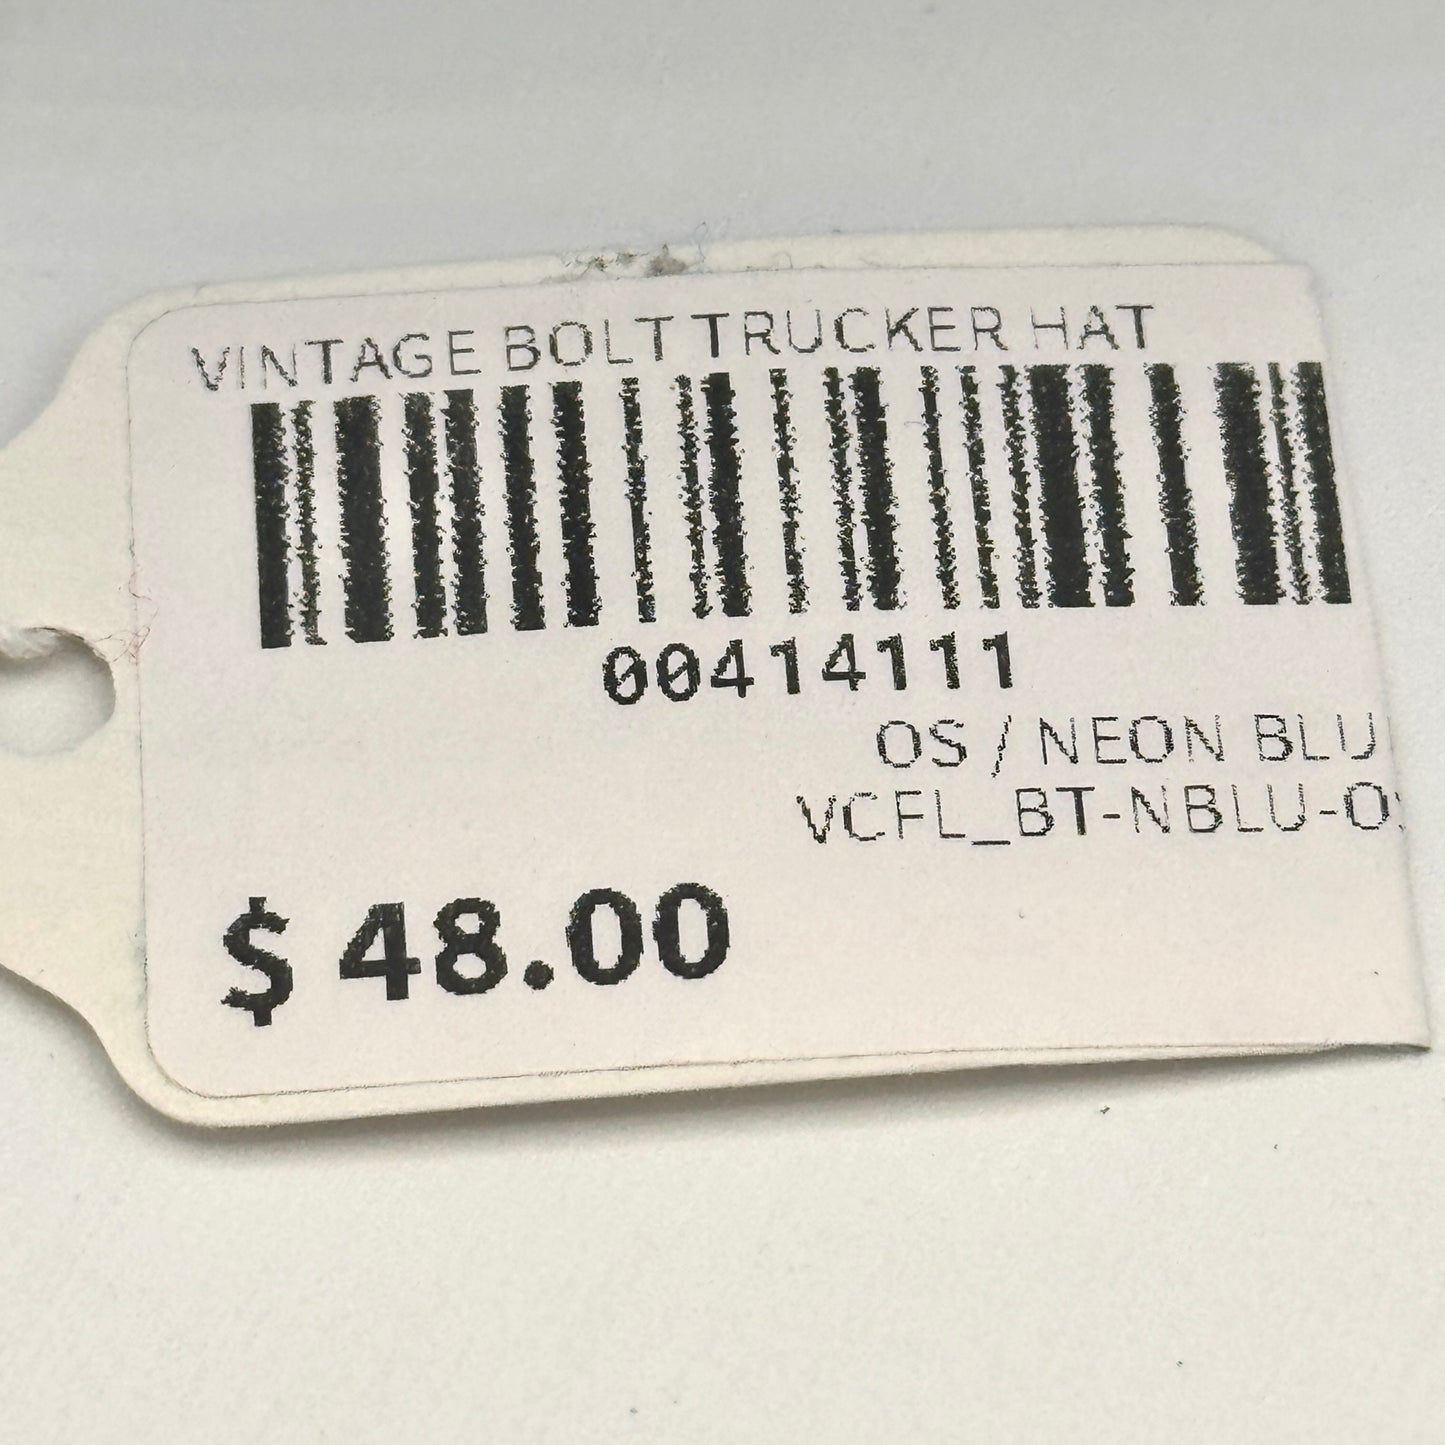 VINTAGE BOLT TRUCKER HAT
00414111
OS / NEON BLU
VCFL_BT-NBLU-O
$ 48.00